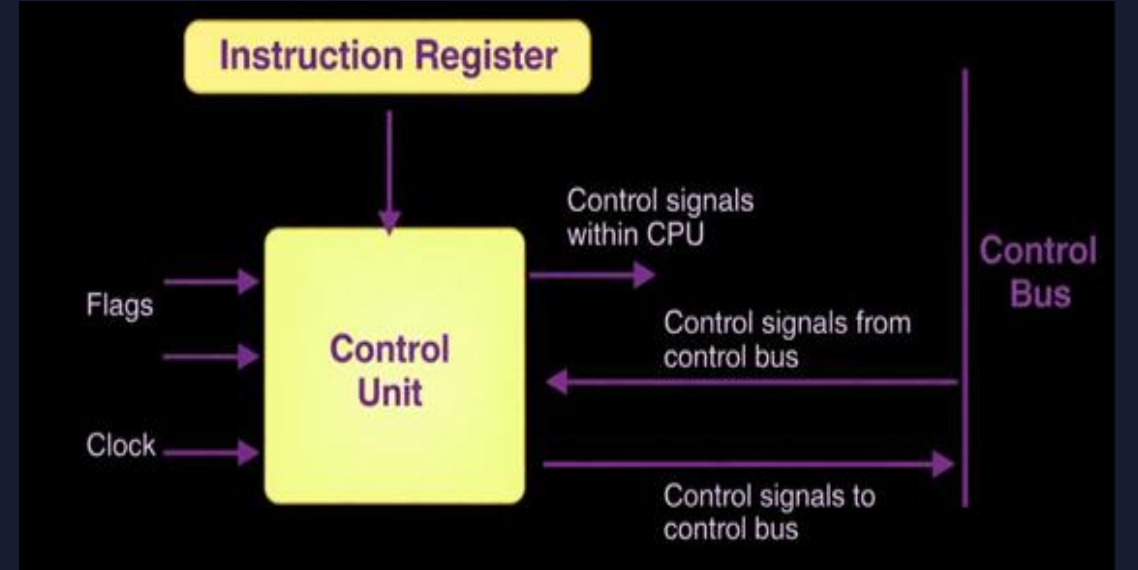 Instruction Register
Control signals
within CPU
Control
Bus
Flags
Control signals from
control bus
Control
Unit
Clock
Control signals to
control bus